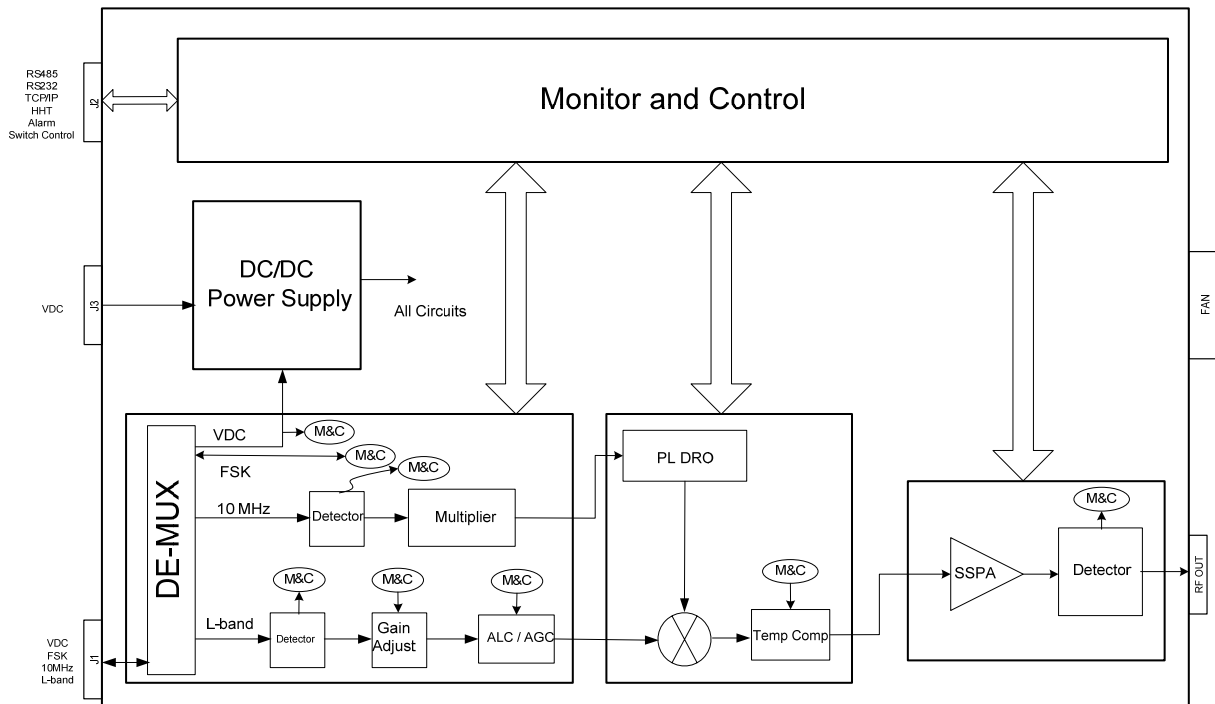 Monitor and Control
RS485
RS232
TCP/IP
HHT
Alarm
Switch Control
J2
DC/DC
Power Supply
All Circuits
VDC
J3
FAN
VDC
M&C
FSK
M&C
M&C
10 MHz
Detector
Multiplier
DE-MUX
L-band
M&C
M&C
M&C
Detector
Gain
Adjust
ALC / AGC
PL DRO
M&C
Temp Comp
M&C
SSPA
Detector
RF OUT
VDC
FSK
10MHz
L-band
J1